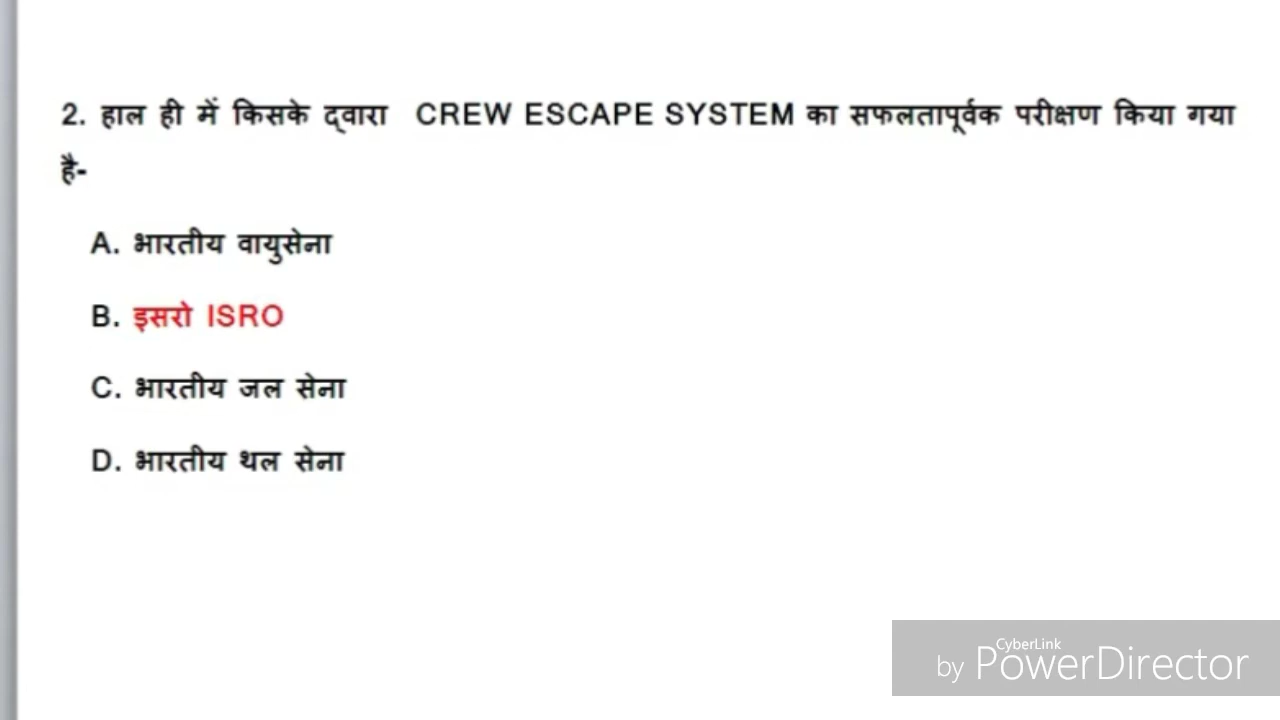 2. हाल ही में किसके द्वारा CREW ESCAPE SYSTEM का सफलतापूर्वक परीक्षण किया गया
है-
A. भारतीय वायुसेना
B. इसरो ISRO
C. भारतीय जल सेना
D. भारतीय थल सेना
CyberLink
by PowerDirector